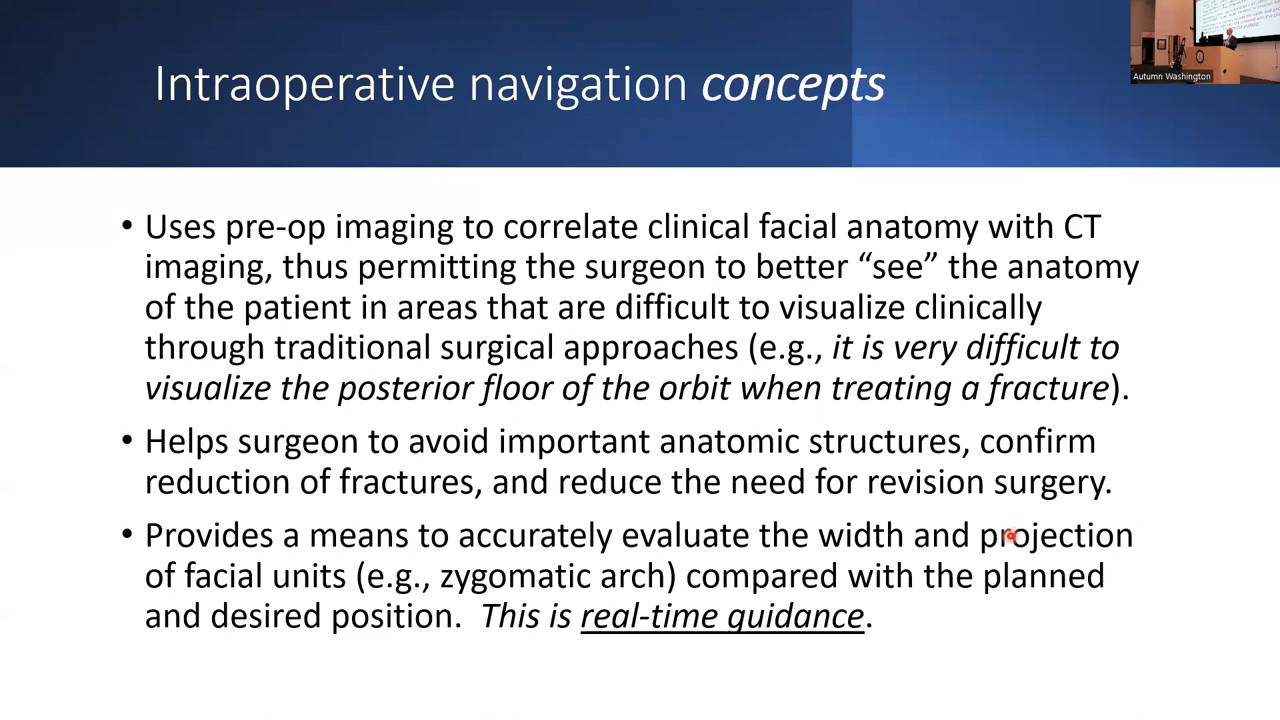 Intraoperative navigation concepts
Autumn Washington
• Uses pre-op imaging to correlate clinical facial anatomy with CT
imaging, thus permitting the surgeon to better “see” the anatomy
of the patient in areas that are difficult to visualize clinically
through traditional surgical approaches (e.g., it is very difficult to
visualize the posterior floor of the orbit when treating a fracture).
• Helps surgeon to avoid important anatomic structures, confirm
reduction of fractures, and reduce the need for revision surgery.
• Provides a means to accurately evaluate the width and projection
of facial units (e.g., zygomatic arch) compared with the planned
and desired position. This is real-time guidance.